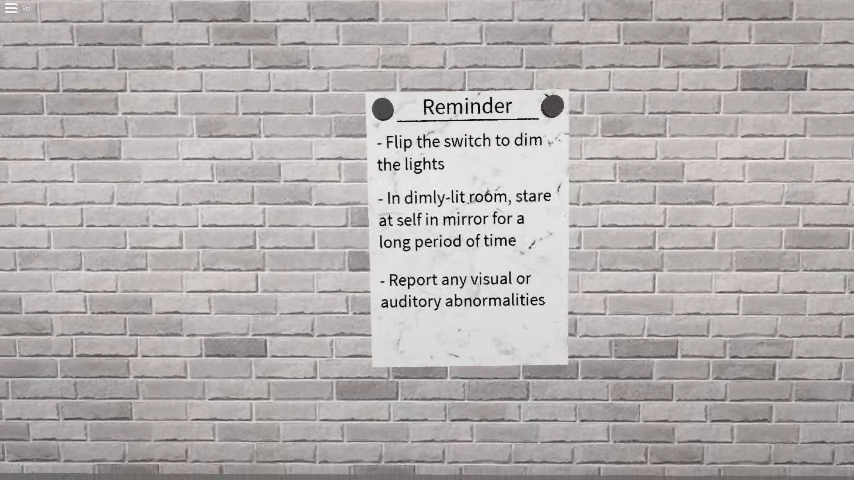 Reminder
- Flip the switch to dim
the lights
- In dimly-lit room, stare
at self in mirror for a
long period of time
- Report any visual or
auditory abnormalities